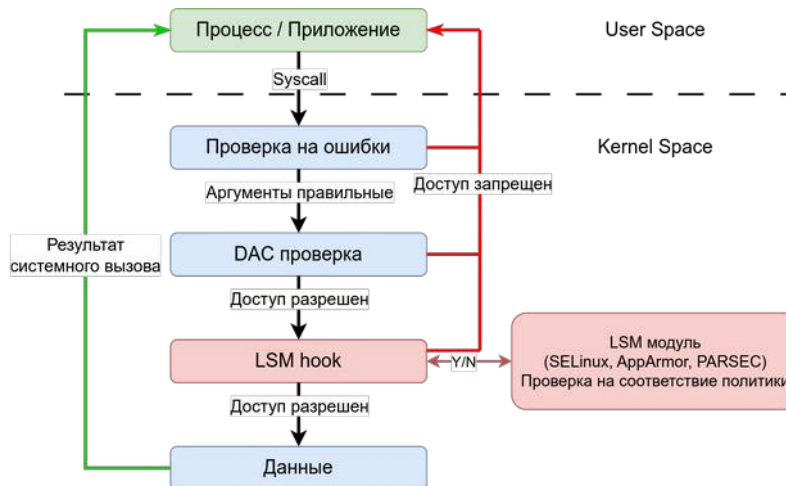 Процесс / Приложение
User Space
Syscall
Проверка на ошибки
Kernel Space
Доступ запрещен
Аргументы правильные
Результат
системного вызова
DAC проверка
Доступ разрешен
LSM hook
Y/N
LSM модуль
(SELinux, AppArmor, PARSEC)
Проверка на соответствие политики
Доступ разрешен
Данные